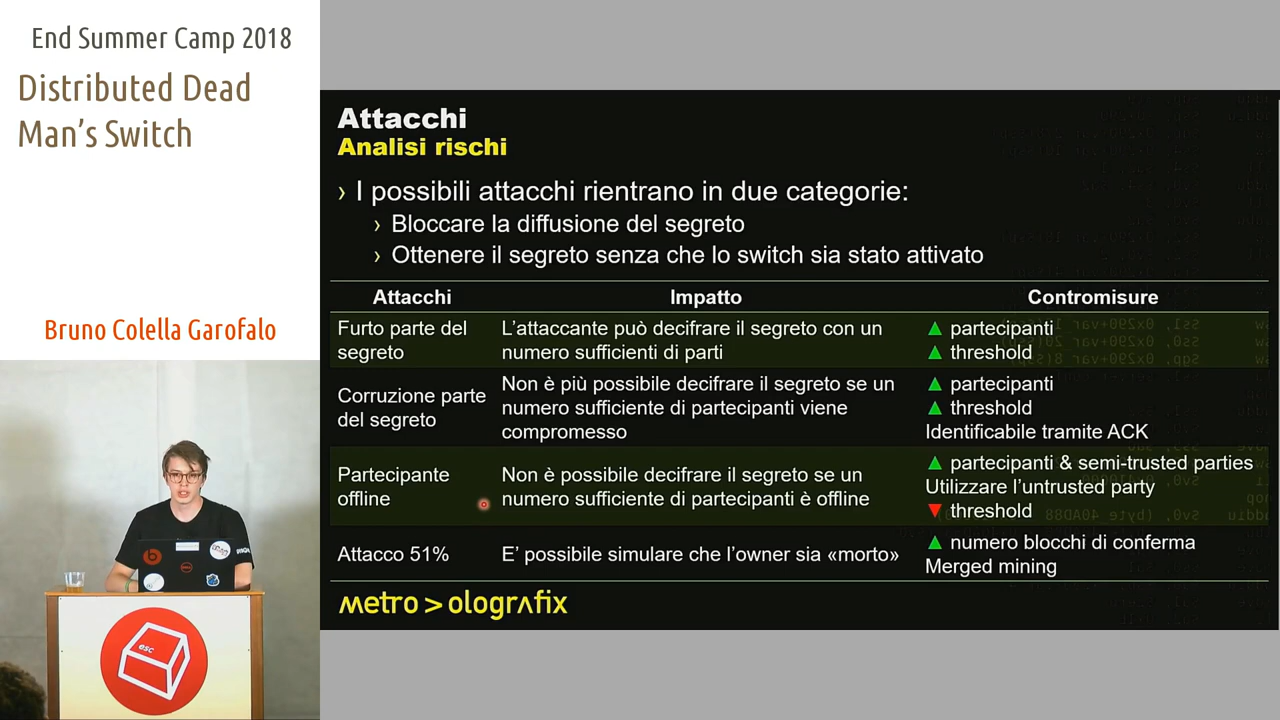 End Summer Camp 2018
Distributed Dead
Man's Switch
Bruno Colella Garofalo
Attacchi
Analisi rischi
› I possibili attacchi rientrano in due categorie:
› Bloccare la diffusione del segreto
› Ottenere il segreto senza che lo switch sia stato attivato
Attacchi Impatto Contromisure
Furto parte del
segreto
L'attaccante può decifrare il segreto con un
numero sufficienti di parti
▲ partecipanti
▲ threshold
Corruzione parte
del segreto
Non è più possibile decifrare il segreto se un
numero sufficiente di partecipanti viene
compromesso
▲ partecipanti
▲ threshold
Identificabile tramite ACK
Partecipante
offline
Non è possibile decifrare il segreto se un
numero sufficiente di partecipanti è offline
▲ partecipanti & semi-trusted parties
Utilizzare l'untrusted party
▼ threshold
Attacco 51%
E' possibile simulare che l'owner sia «morto»
▲ numero blocchi di conferma
Merged mining
metro > olografix
esc